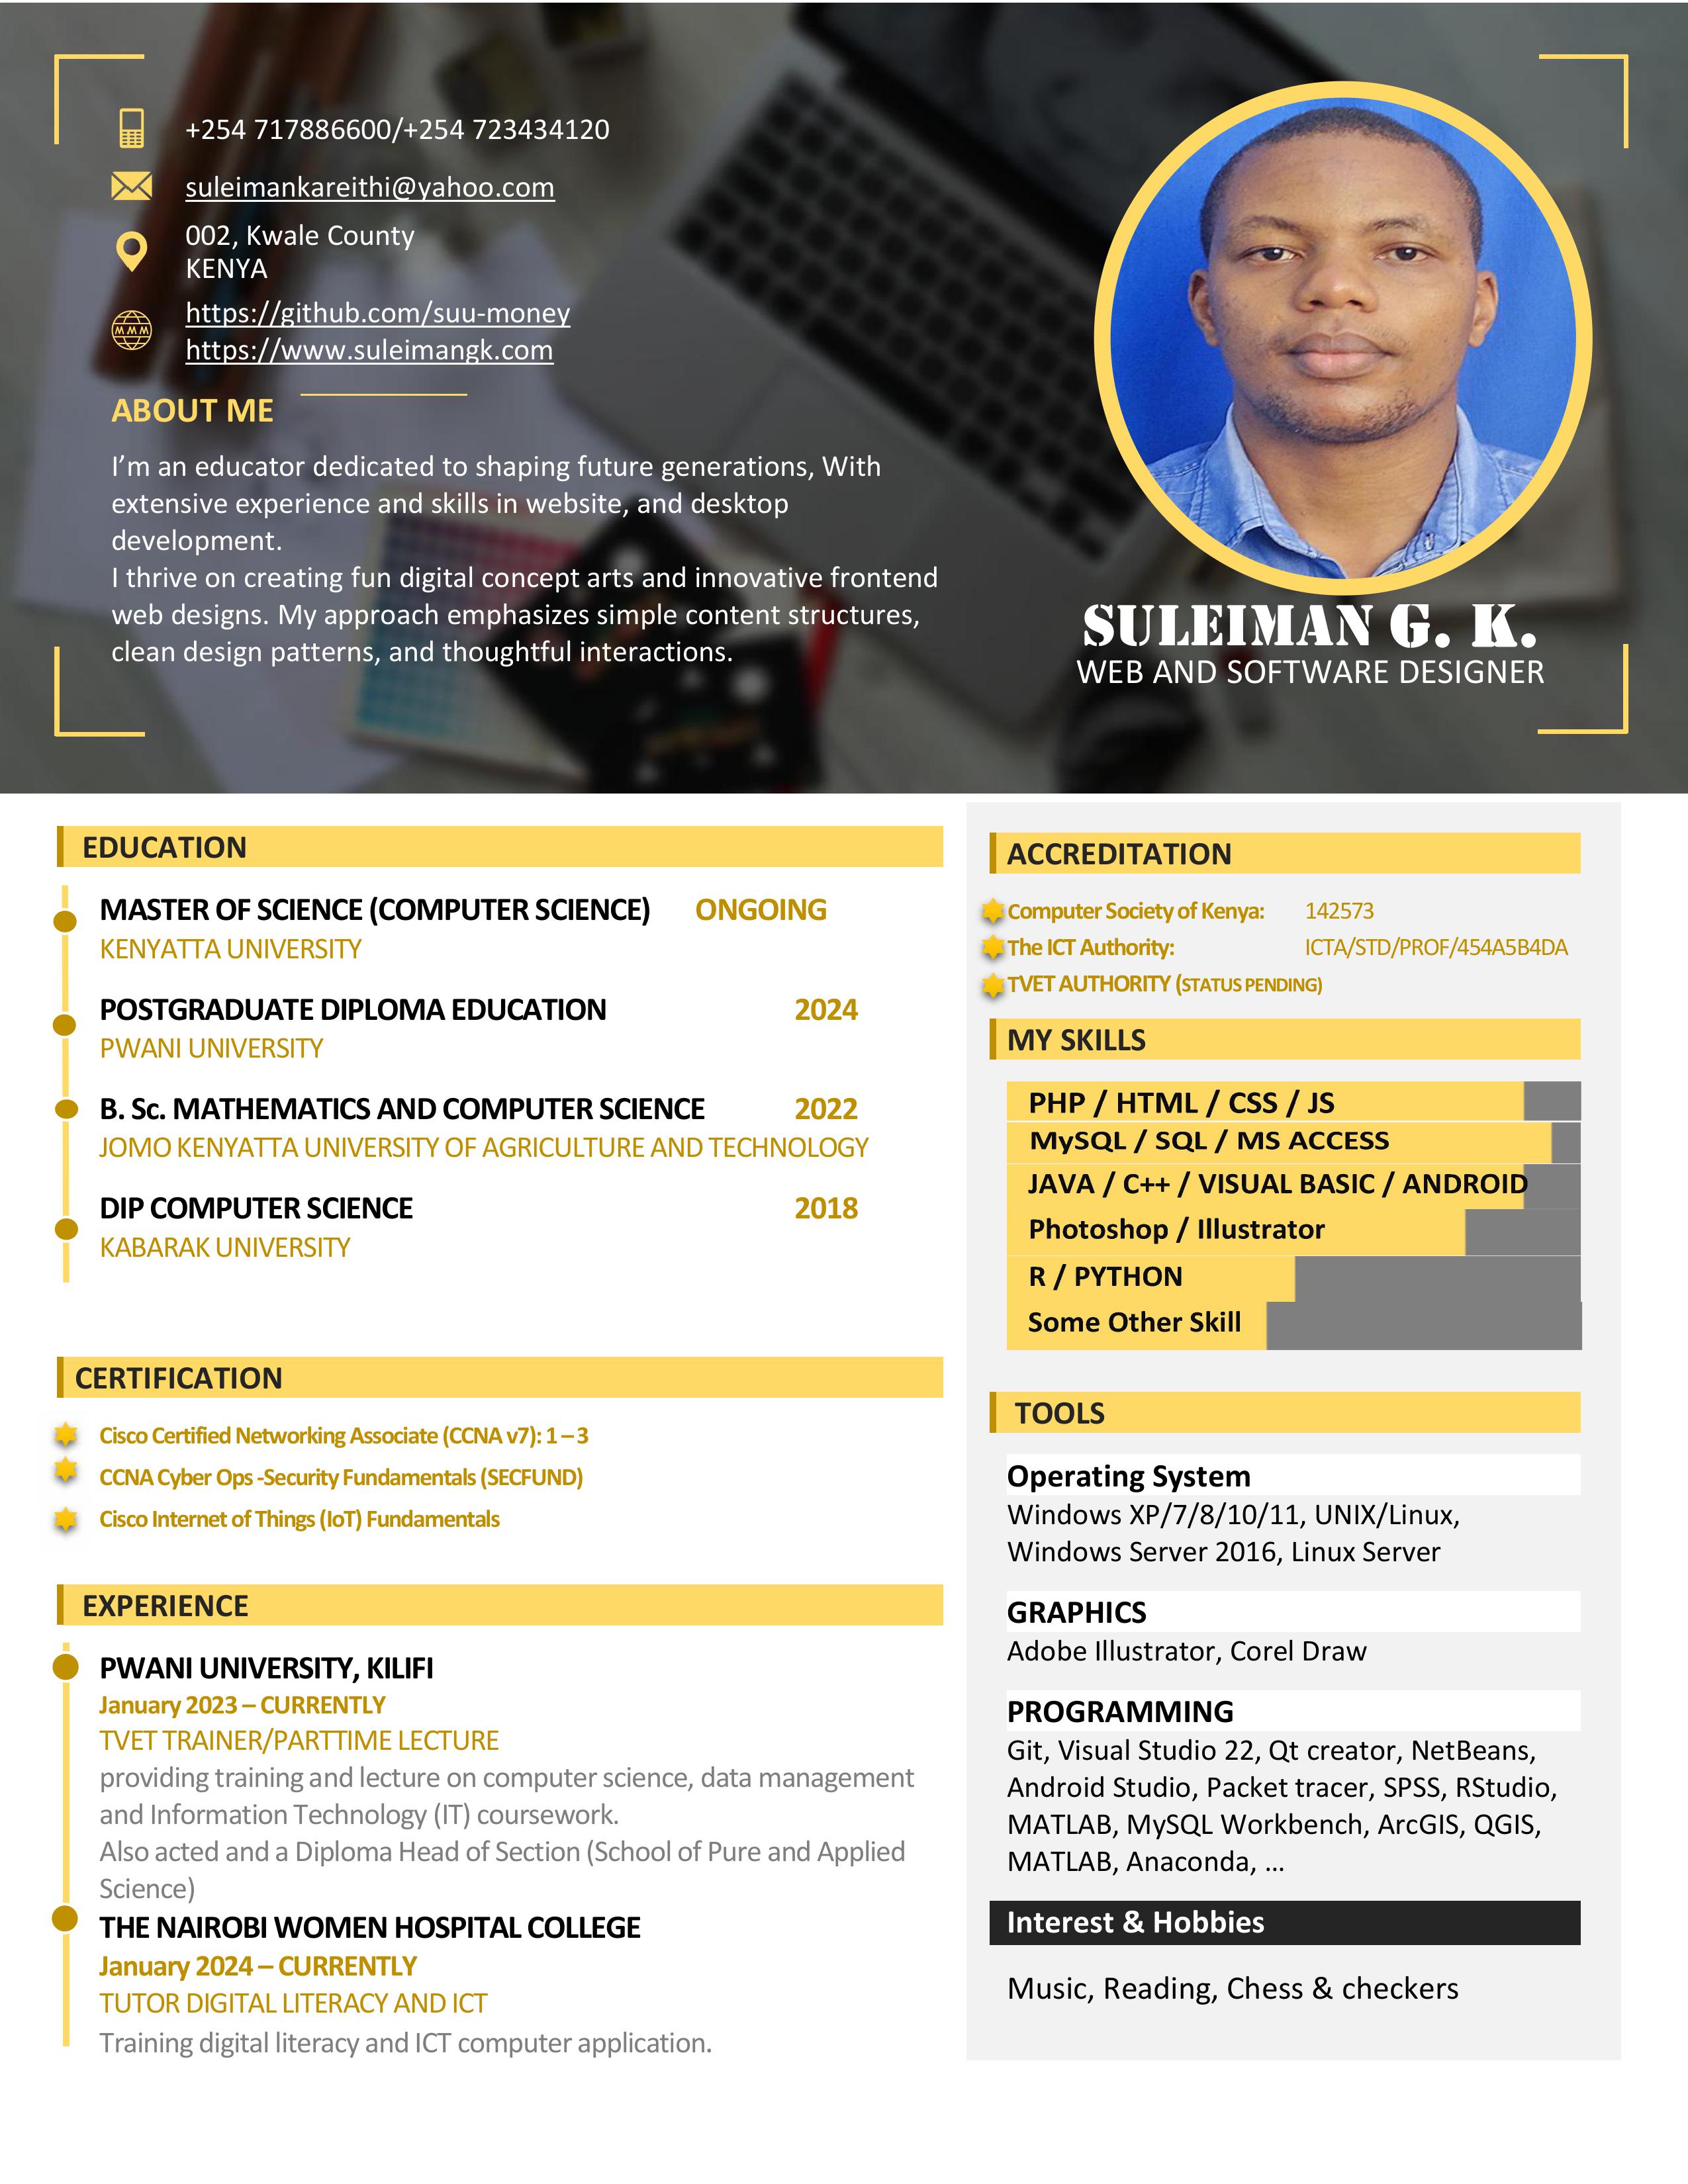 +254 717886600/+254 723434120
suleimankareithi@yahoo.com
002, Kwale County
KENYA
https://github.com/suu-money
https://www.suleimangk.com
ABOUT ME
I’m an educator dedicated to shaping future generations, With
extensive experience and skills in website, and desktop
development.
I thrive on creating fun digital concept arts and innovative frontend
web designs. My approach emphasizes simple content structures,
clean design patterns, and thoughtful interactions.
SULEIMAN G. K.
WEB AND SOFTWARE DESIGNER
EDUCATION
MASTER OF SCIENCE (COMPUTER SCIENCE) ONGOING
KENYATTA UNIVERSITY
POSTGRADUATE DIPLOMA EDUCATION 2024
PWANI UNIVERSITY
B. Sc. MATHEMATICS AND COMPUTER SCIENCE 2022
JOMO KENYATTA UNIVERSITY OF AGRICULTURE AND TECHNOLOGY
DIP COMPUTER SCIENCE 2018
KABARAK UNIVERSITY
CERTIFICATION
Cisco Certified Networking Associate (CCNA v7): 1 – 3
CCNA Cyber Ops -Security Fundamentals (SECFUND)
Cisco Internet of Things (IoT) Fundamentals
EXPERIENCE
PWANI UNIVERSITY, KILIFI
January 2023 – CURRENTLY
TVET TRAINER/PARTTIME LECTURE
providing training and lecture on computer science, data management
and Information Technology (IT) coursework.
Also acted and a Diploma Head of Section (School of Pure and Applied
Science)
THE NAIROBI WOMEN HOSPITAL COLLEGE
January 2024 – CURRENTLY
TUTOR DIGITAL LITERACY AND ICT
Training digital literacy and ICT computer application.
ACCREDITATION
Computer Society of Kenya: 142573
The ICT Authority: ICTA/STD/PROF/454A5B4DA
TVET AUTHORITY (STATUS PENDING)
MY SKILLS
PHP / HTML / CSS / JS
MySQL / SQL / MS ACCESS
JAVA / C++ / VISUAL BASIC / ANDROID
Photoshop / Illustrator
R / PYTHON
Some Other Skill
TOOLS
Operating System
Windows XP/7/8/10/11, UNIX/Linux,
Windows Server 2016, Linux Server
GRAPHICS
Adobe Illustrator, Corel Draw
PROGRAMMING
Git, Visual Studio 22, Qt creator, NetBeans,
Android Studio, Packet tracer, SPSS, RStudio,
MATLAB, MySQL Workbench, ArcGIS, QGIS,
MATLAB, Anaconda, ...
Interest & Hobbies
Music, Reading, Chess & checkers